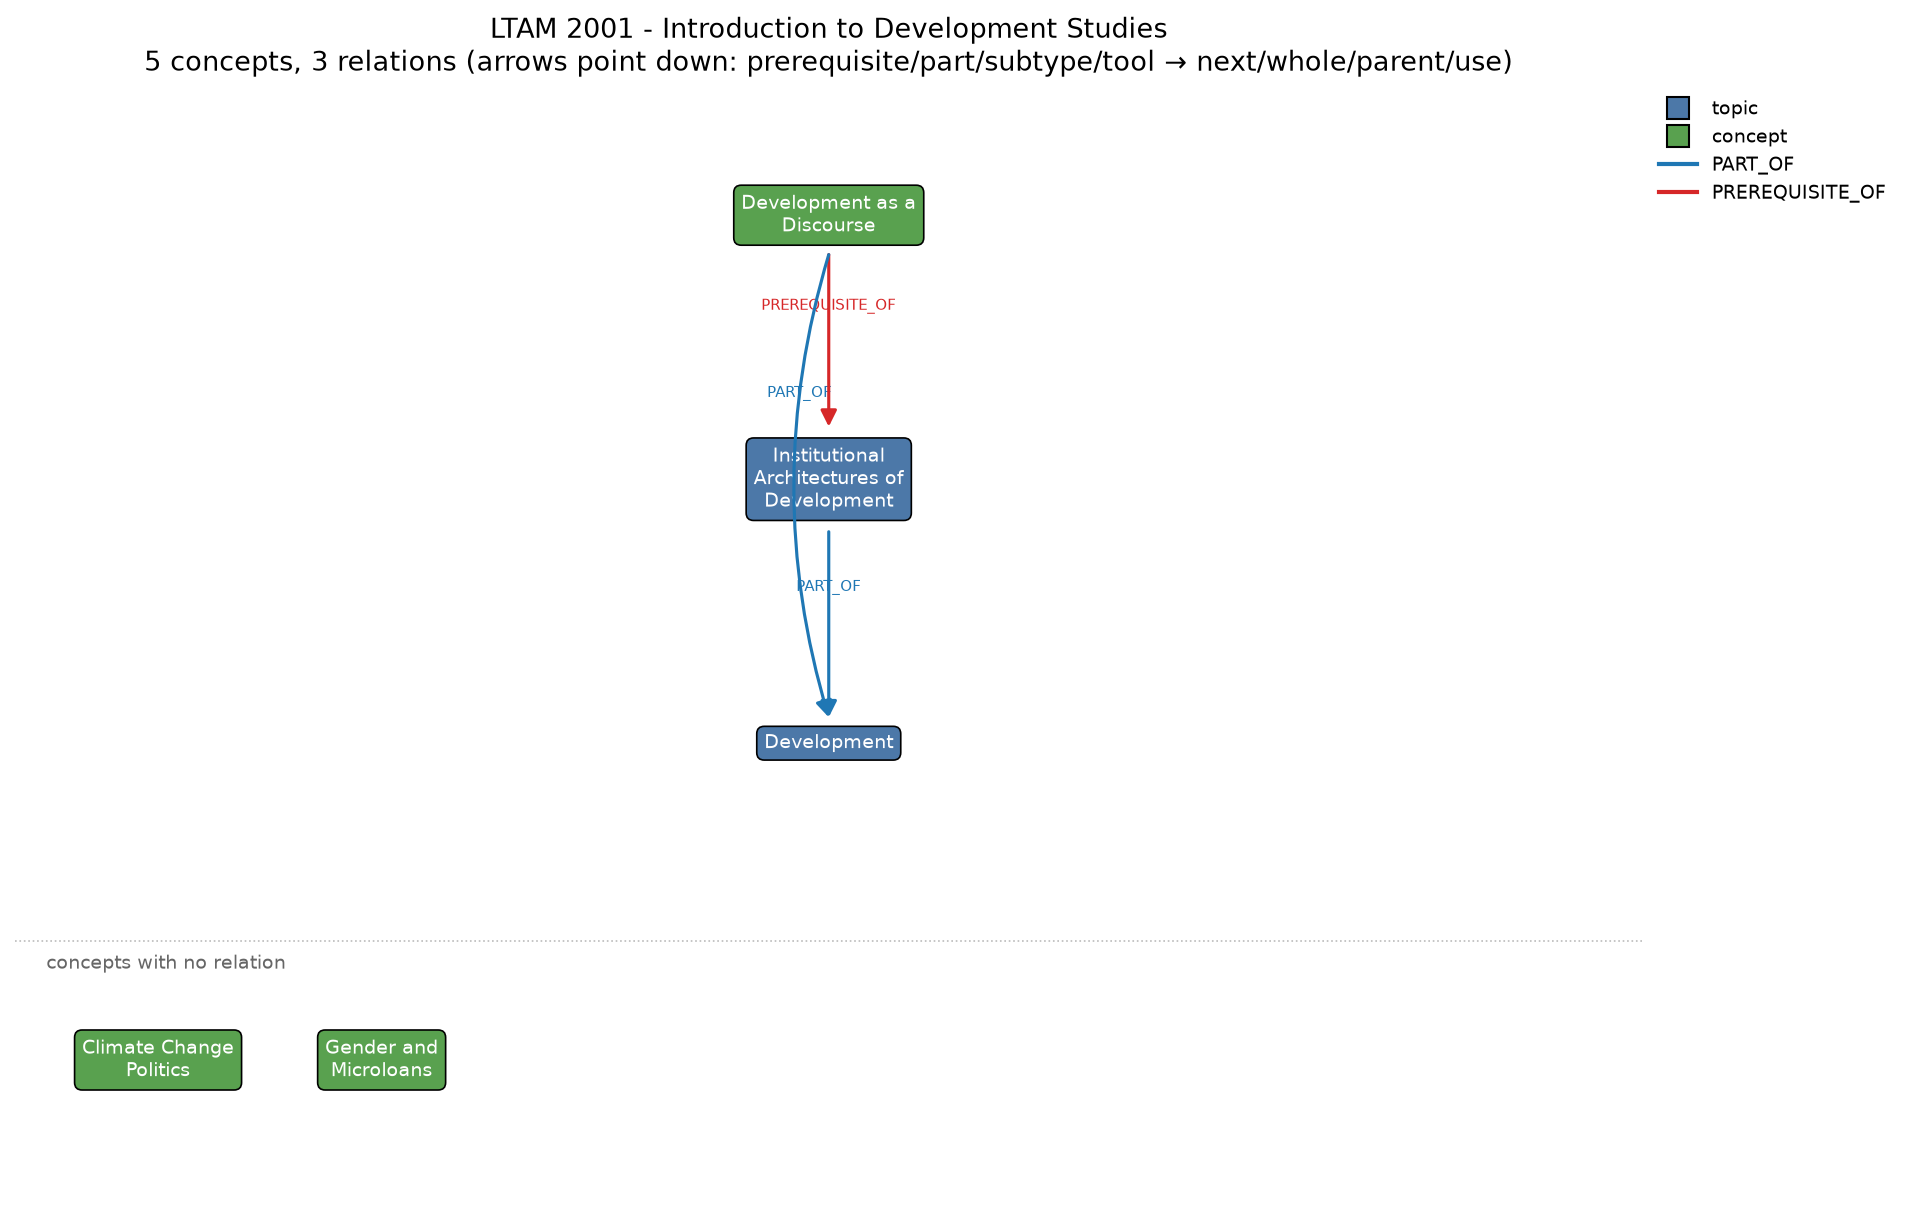 LTAM 2001 - Introduction to Development Studies
5 concepts, 3 relations (arrows point down: prerequisite/part/subtype/tool → next/whole/parent/use)
topic
concept
PART_OF
PREREQUISITE_OF
Development as a
Discourse
PREREQUISITE_OF
PART_OF
Institutional
Architectures of
Development
PART_OF
Development
concepts with no relation
Climate Change
Politics
Gender and
Microloans